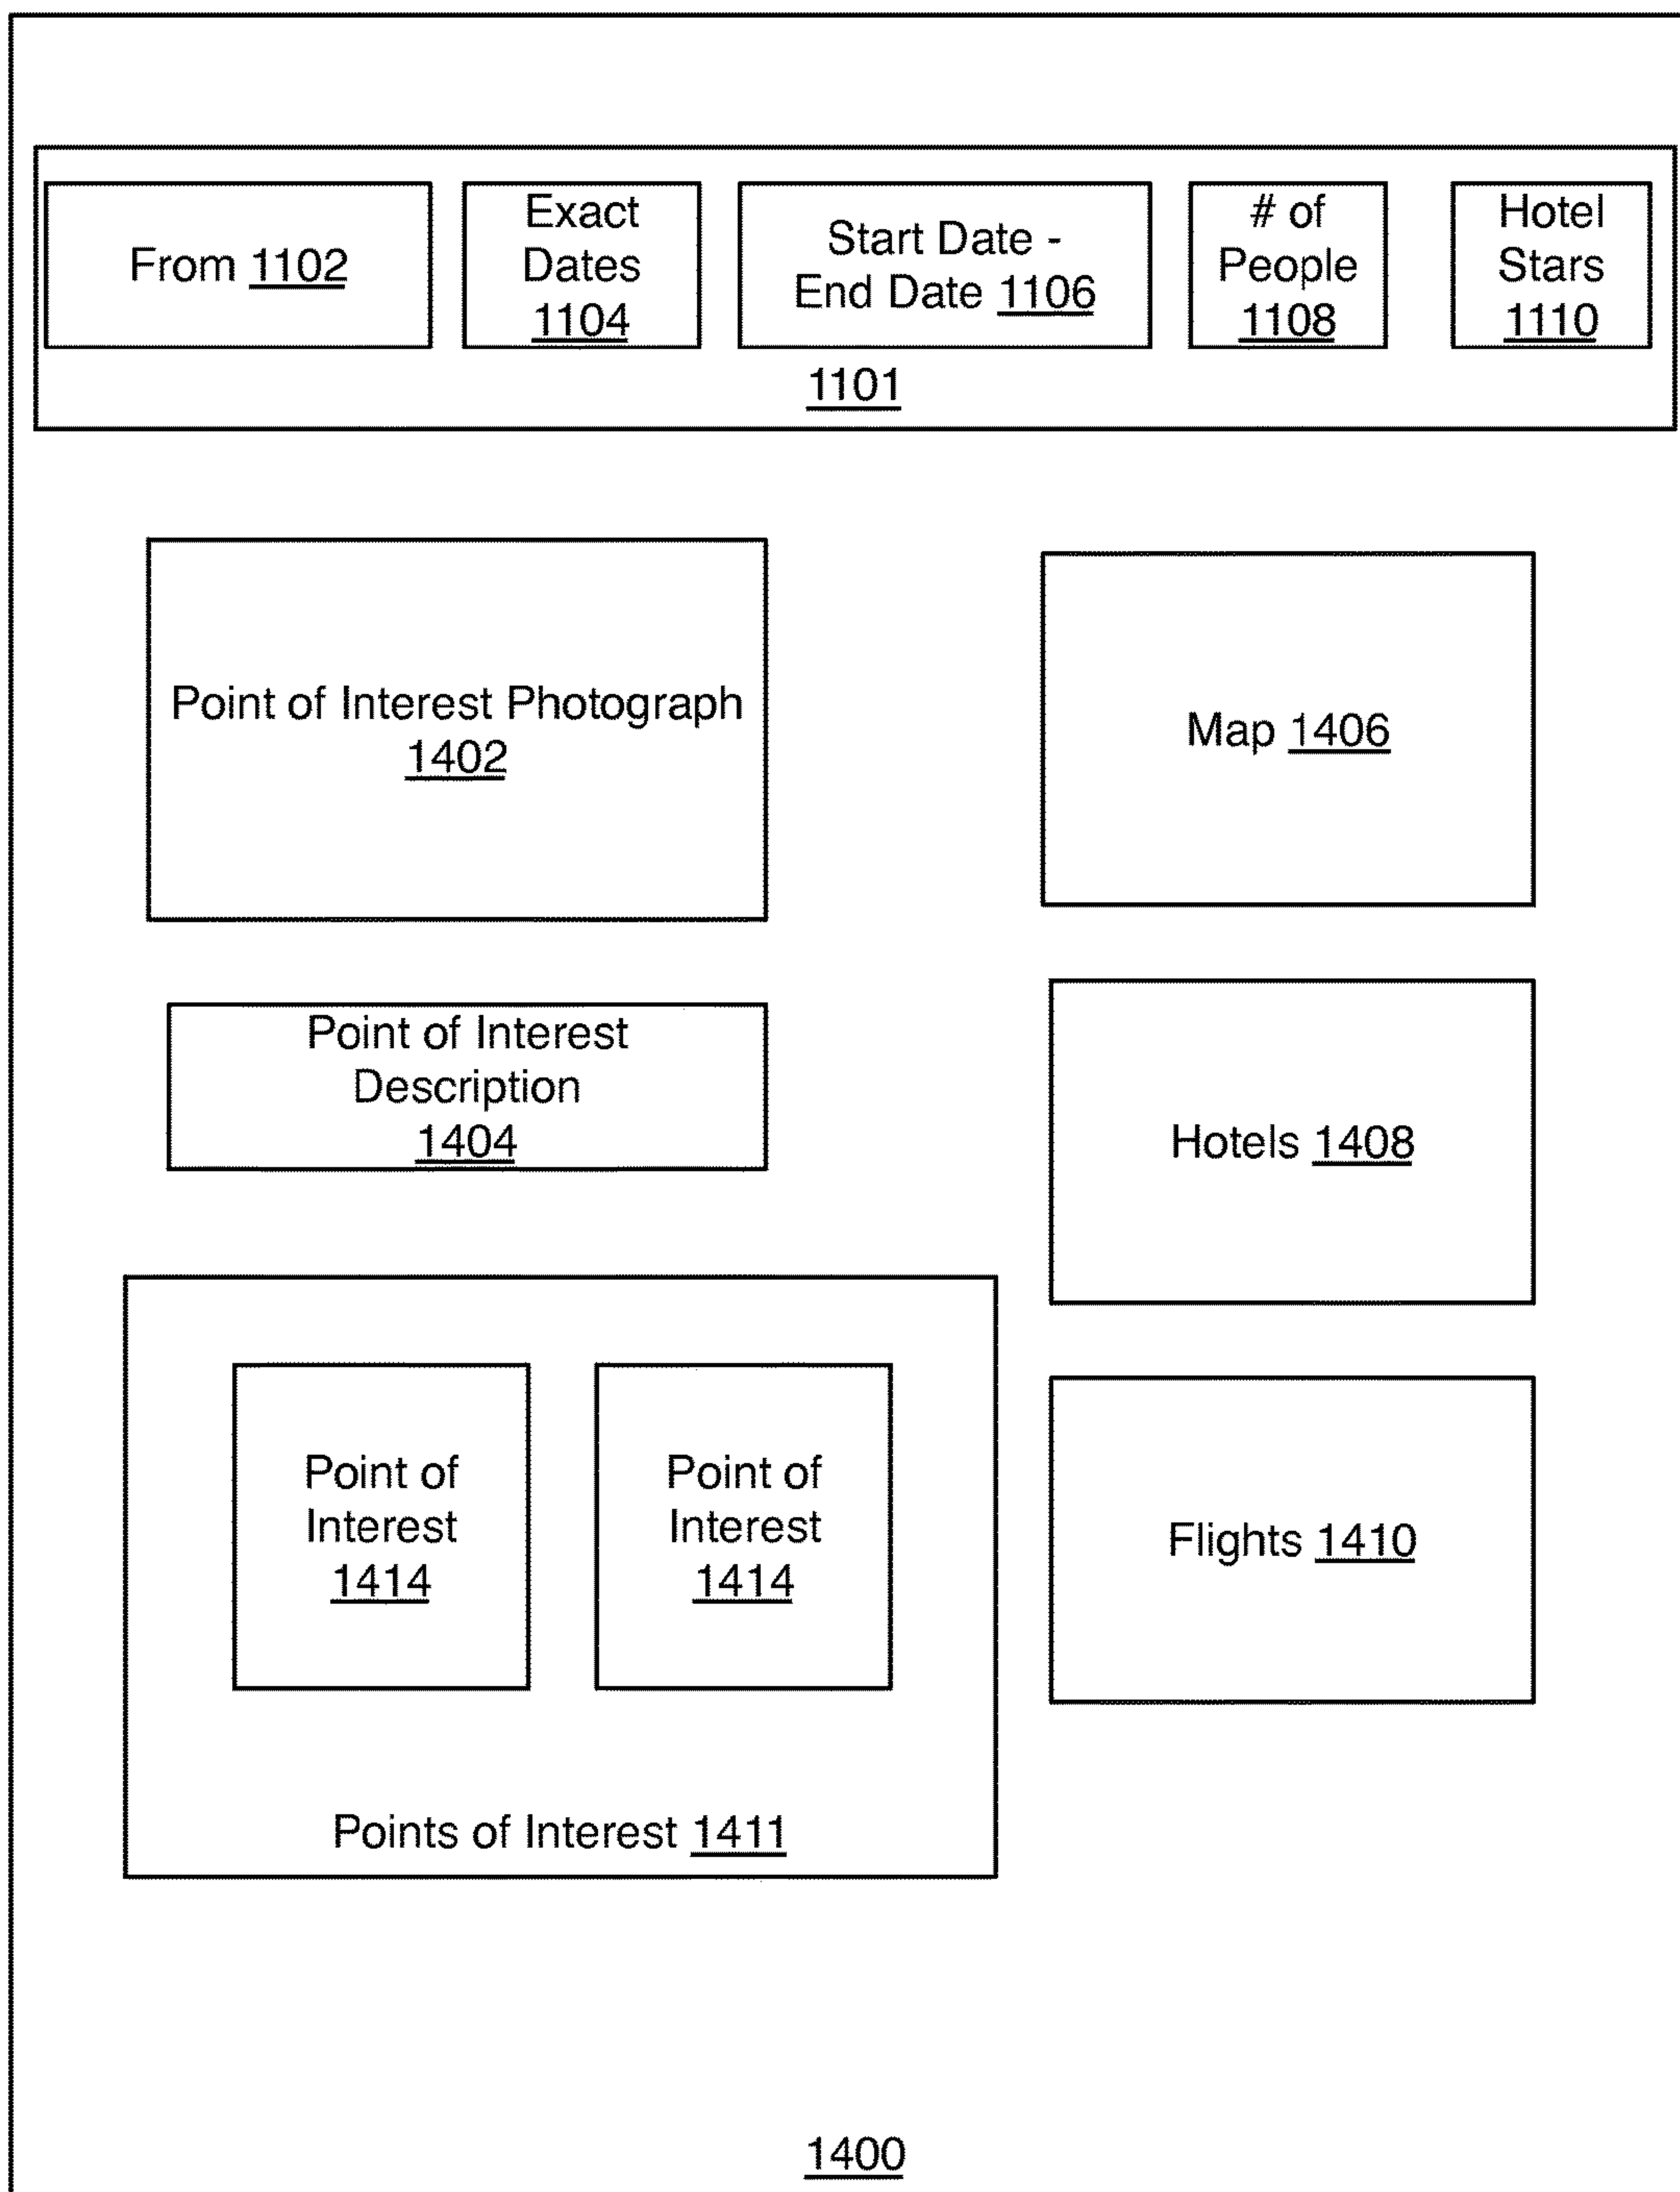 From 1102
Exact
Dates
1104
Start Date -
End Date 1106
# of
People
1108
Hotel
Stars
1110
1101
Point of Interest Photograph
1402
Map 1406
Point of Interest
Description
1404
Hotels 1408
Point of
Interest
1414
Point of
Interest
1414
Flights 1410
Points of Interest 1411
1400